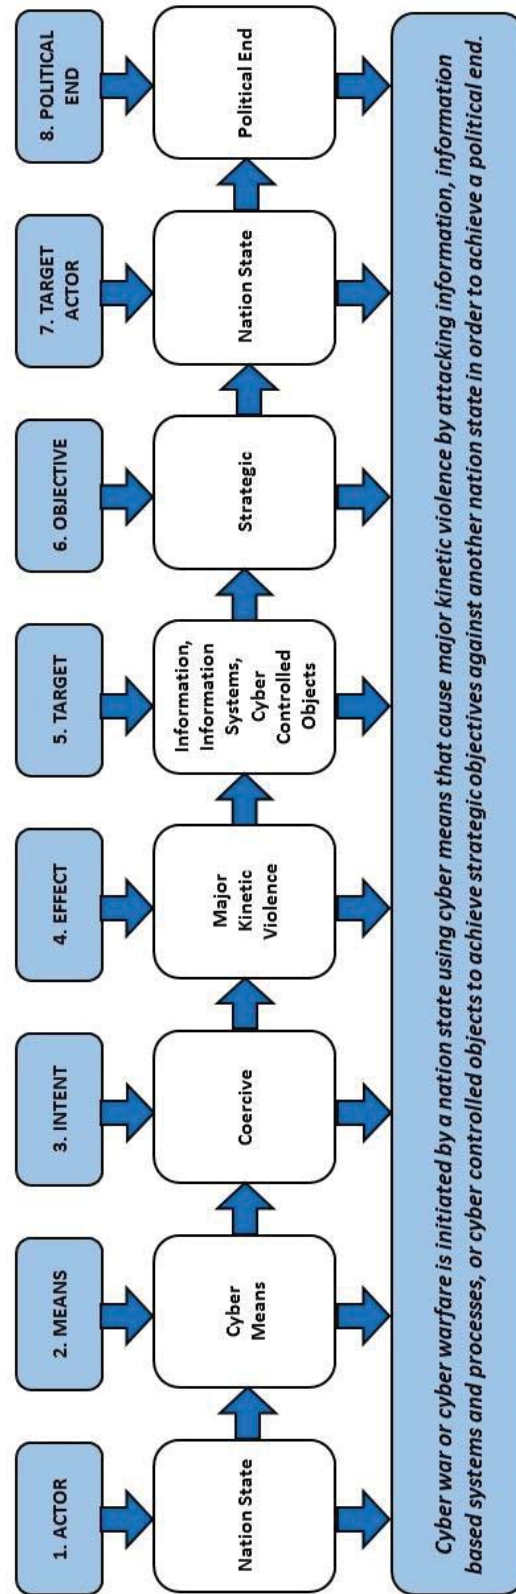 1. ACTOR
2. MEANS
3. INTENT
4. EFFECT
5. TARGET
6. OBJECTIVE
7. TARGET
ACTOR
8. POLITICAL
END
Nation State
Cyber
Means
Coercive
Major
Kinetic
Violence
Information,
Information
Systems,
Cyber
Controlled
Objects
Strategic
Nation State
Political End
Cyber war or cyber warfare is initiated by a nation state using cyber means that cause major kinetic violence by attacking information, information
based systems and processes, or cyber controlled objects to achieve strategic objectives against another nation state in order to achieve a political end.